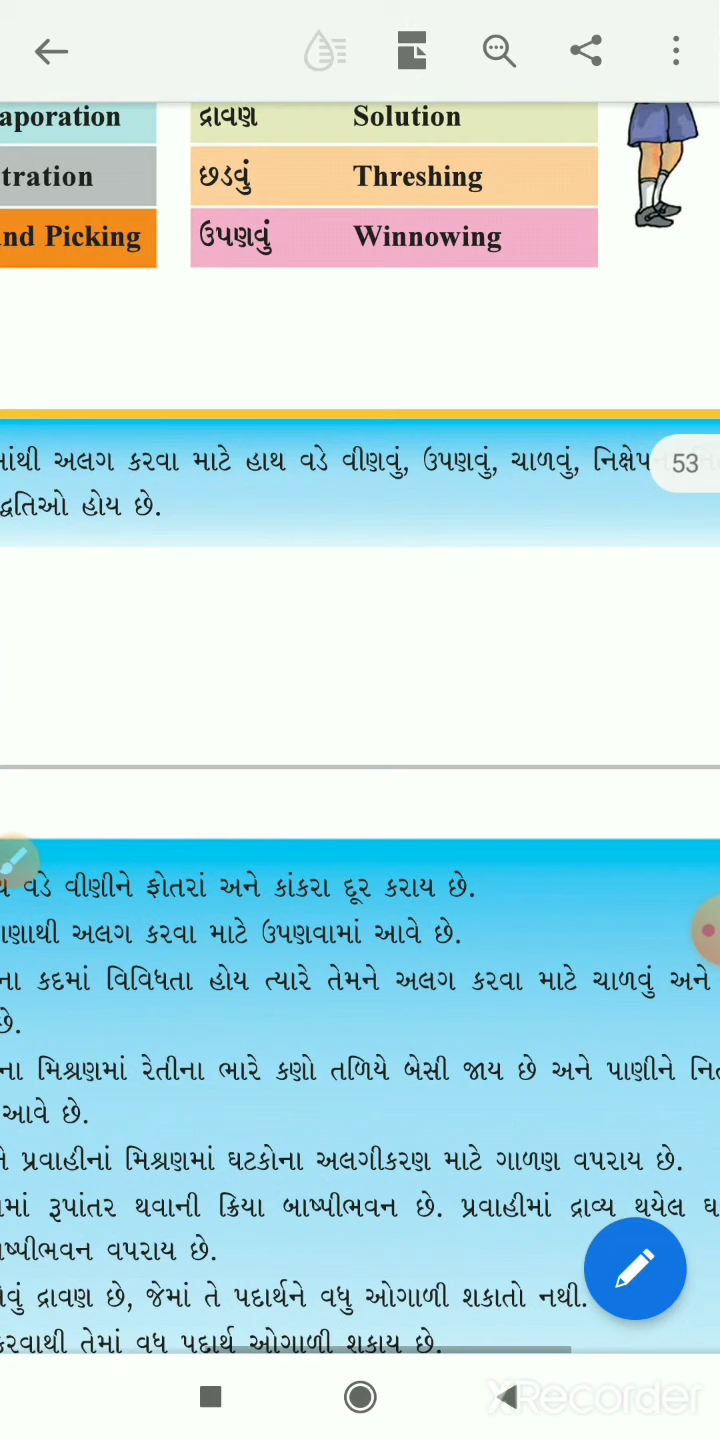 aporation દ્રાવણ Solution
tration છડવું Threshing
nd Picking ઉપણવું Winnowing
માંથી અલગ કરવા માટે હાથ વડે વીણવું, ઉપણવું, ચાળવું, નિક્ષેપ 53
દ્ધતિઓ હોય છે.
વડે વીણીને ફોતરાં અને કાંકરા દૂર કરાય છે.
ણાથી અલગ કરવા માટે ઉપણવામાં આવે છે.
ના કદમાં વિવિધતા હોય ત્યારે તેમને અલગ કરવા માટે ચાળવું અને
છે.
ના મિશ્રણમાં રેતીના ભારે કણો તળિયે બેસી જાય છે અને પાણીને નિત
આવે છે.
પ્રવાહીનાં મિશ્રણમાં ઘટકોના અલગીકરણ માટે ગાળણ વપરાય છે.
માં રૂપાંતર થવાની ક્રિયા બાષ્પીભવન છે. પ્રવાહીમાં દ્રાવ્ય થયેલ ઘ
ષ્પીભવન વપરાય છે.
વું દ્રાવણ છે, જેમાં તે પદાર્થને વધુ ઓગાળી શકાતો નથી.
કરવાથી તેમાં વધુ પદાર્થ ઓગાળી શકાય છે.
XRecorder